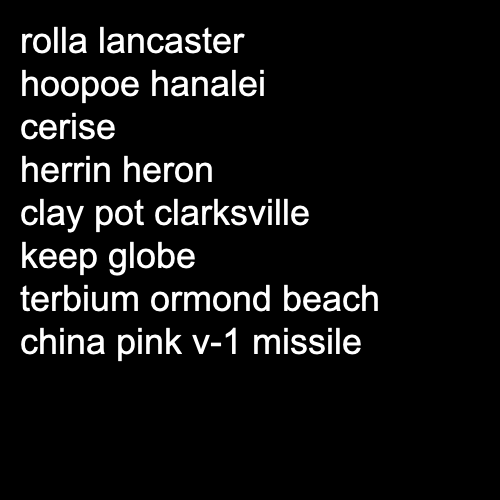 rolla lancaster
hoopoe hanalei
cerise
herrin heron
clay pot clarksville
keep globe
terbium ormond beach
china pink v-1 missile